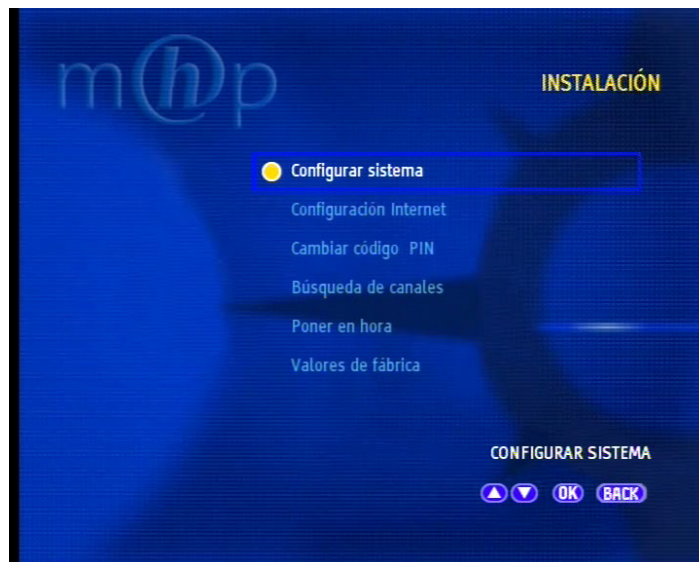 m@hp
INSTALACIÓN
Configurar sistema
Configuración Internet
Cambiar código PIN
Búsqueda de canales
Poner en hora
Valores de fábrica
CONFIGURAR SISTEMA
OK BACK